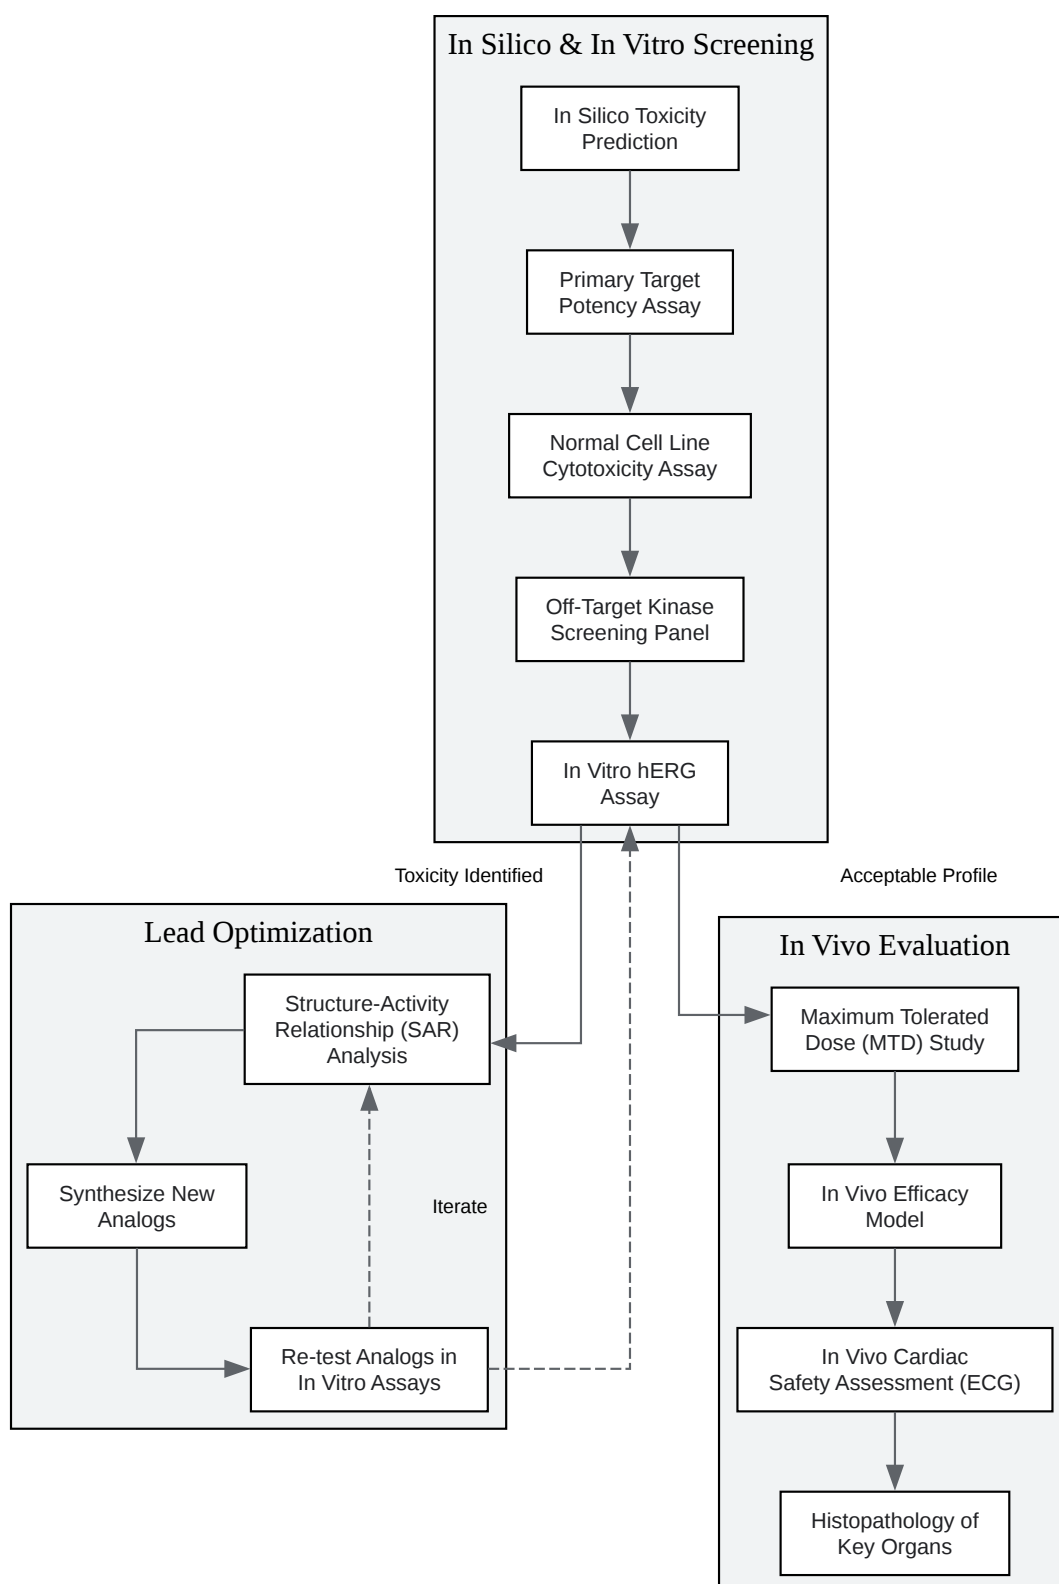 In Silico & In Vitro Screening
In Silico Toxicity
Prediction
Primary Target
Potency Assay
Normal Cell Line
Cytotoxicity Assay
Off-Target Kinase
Screening Panel
In Vitro hERG
Assay
Toxicity Identified
Acceptable Profile
Lead Optimization
Structure-Activity
Relationship (SAR)
Analysis
Synthesize New
Analogs
Iterate
Re-test Analogs in
In Vitro Assays
In Vivo Evaluation
Maximum Tolerated
Dose (MTD) Study
In Vivo Efficacy
Model
In Vivo Cardiac
Safety Assessment (ECG)
Histopathology of
Key Organs